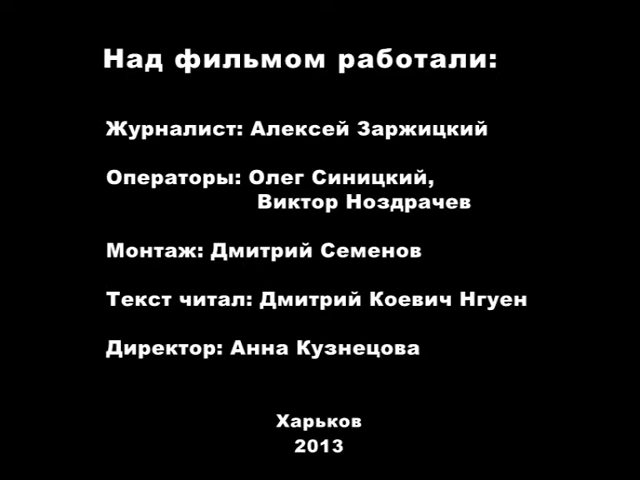 Над фильмом работали:
Журналист: Алексей Заржицкий
Операторы: Олег Синицкий,
Виктор Ноздрачев
Монтаж: Дмитрий Семенов
Текст читал: Дмитрий Коевич Нгуен
Директор: Анна Кузнецова
Харьков
2013